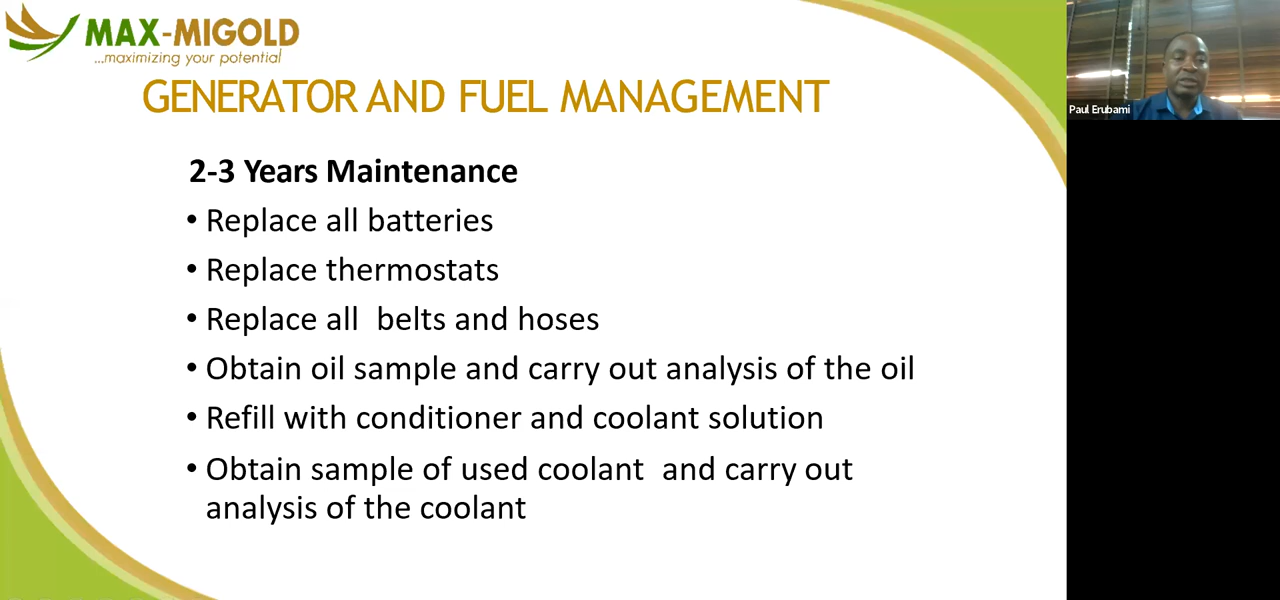 MAX-MIGOLD
...maximizing your potential
GENERATOR AND FUEL MANAGEMENT
2-3 Years Maintenance
• Replace all batteries
• Replace thermostats
• Replace all  belts and hoses
• Obtain oil sample and carry out analysis of the oil
• Refill with conditioner and coolant solution
• Obtain sample of used coolant  and carry out
analysis of the coolant
Paul Erubami